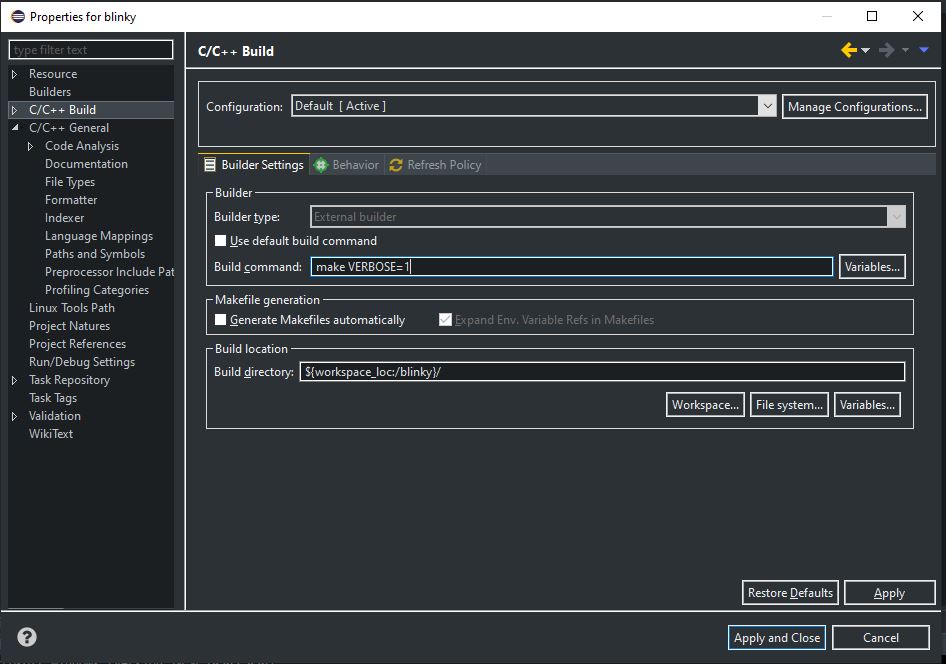 Properties for blinky
type filter text
C/C++ Build
Resource
Builders
C/C++ Build
C/C++ General
Code Analysis
Documentation
File Types
Formatter
Indexer
Language Mappings
Paths and Symbols
Preprocessor Include Pat
Profiling Categories
Linux Tools Path
Project Natures
Project References
Run/Debug Settings
Task Repository
Task Tags
Validation
WikiText
Configuration: Default [ Active ] Manage Configurations...
Builder Settings Behavior Refresh Policy
Builder
Builder type: External builder
Use default build command
Build command: make VERBOSE=1 Variables...
Makefile generation
Generate Makefiles automatically Expand Env. Variable Refs in Makefiles
Build location
Build directory: ${workspace_loc:/blinky}/
Workspace... File system... Variables...
Restore Defaults Apply
? Apply and Close Cancel